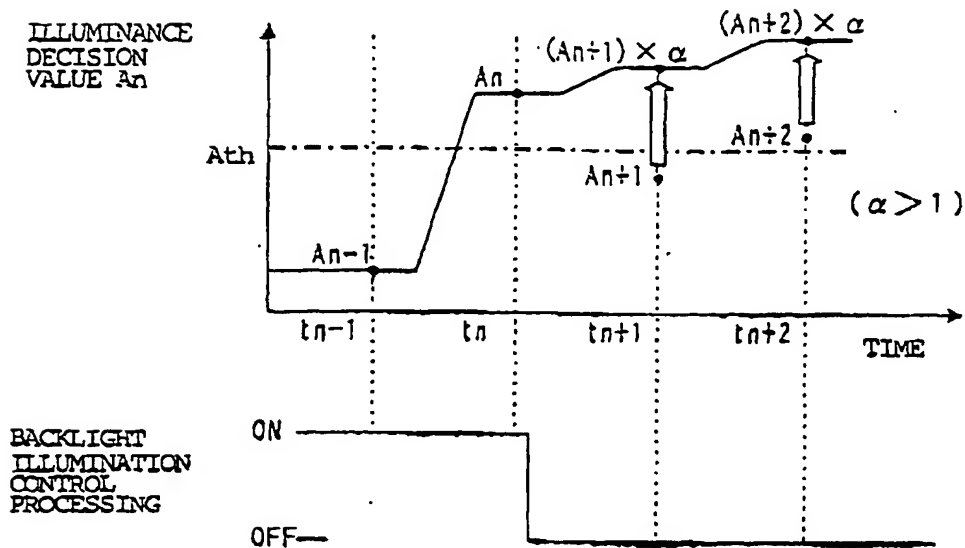 ILLUMINANCE
DECISION
VALUE An
(An+1) × α
(An+2) × α
An
Ath
An+2
An+1
(α>1)
An-1
tn-1
tn
tn+1
tn+2
TIME
BACKLIGHT
ILLUMINATION
CONTROL
PROCESSING
ON
OFF